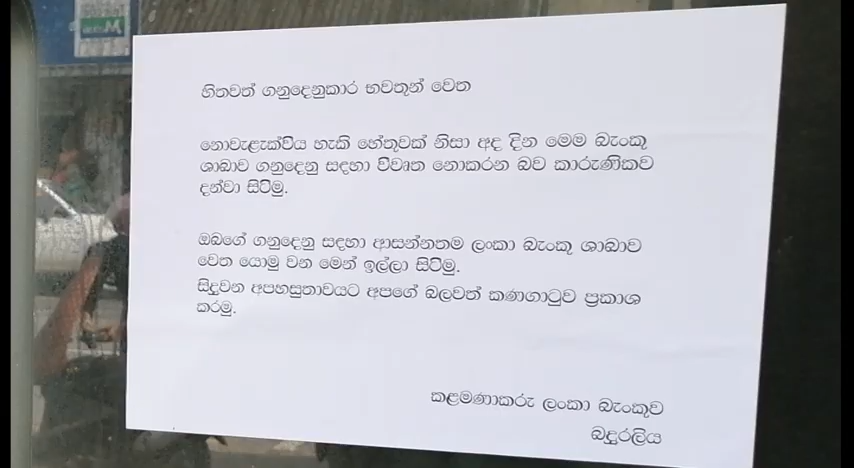 හිතවත් ගනුදෙනුකාර භවතුන් වෙත
නොවැළැක්විය හැකි හේතූවක් නිසා අද දින මෙම බැංකු
ශාඛාව ගනුදෙනු සඳහා විවෘත නොකරන බව කාරුණිකව
දන්වා සිටිමු.
ඔබගේ ගනුදෙනු සඳහා ආසන්නතම ලංකා බැංකු ශාඛාව
වෙත යොමු වන මෙන් ඉල්ලා සිටිමු.
සිදුවන අපහසුතාවයට අපගේ බලවත් කණගාටුව ප්‍රකාශ
කරමු.
කළමණාකරු ලංකා බැංකුව
බදුරලිය